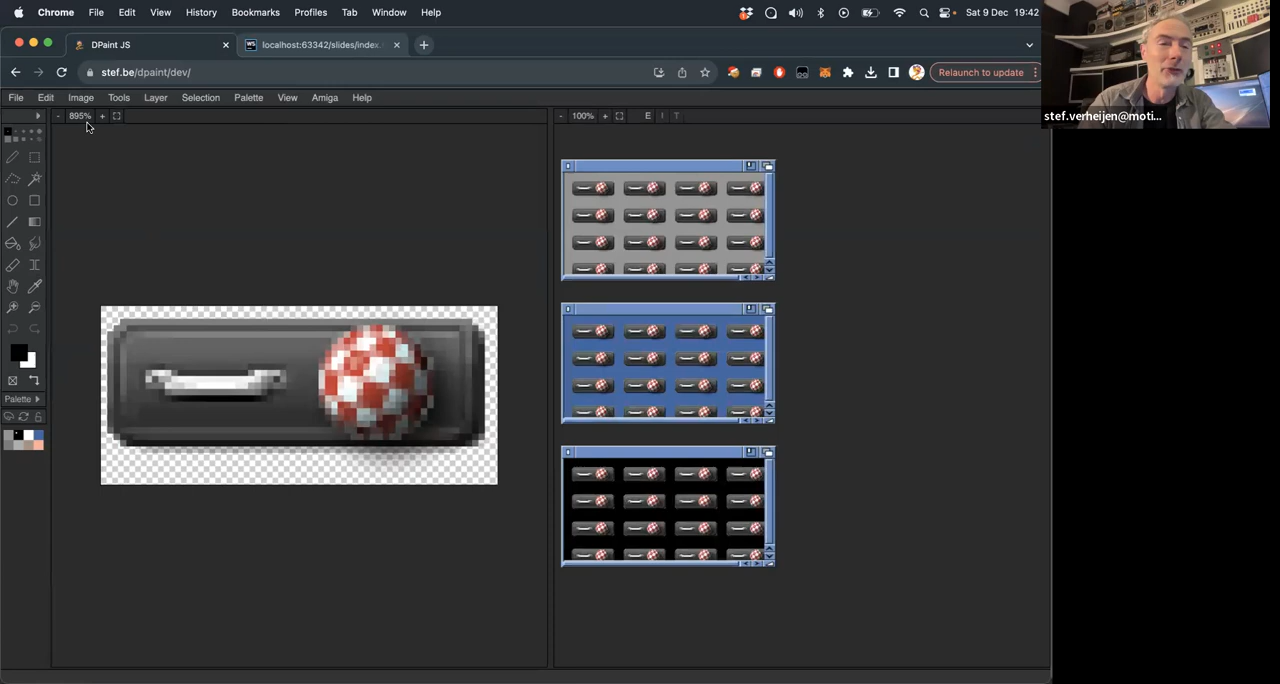 Chrome File Edit View History Bookmarks Profiles Tab Window Help Sat 9 Dec 19:42
DPaint JS localhost:63342/slides/index.
stef.be/dpaint/dev/ Relaunch to update
File Edit Image Tools Layer Selection Palette View Amiga Help
- 895% + - 100% + E I T
stef.verheijen@moti...
Palette